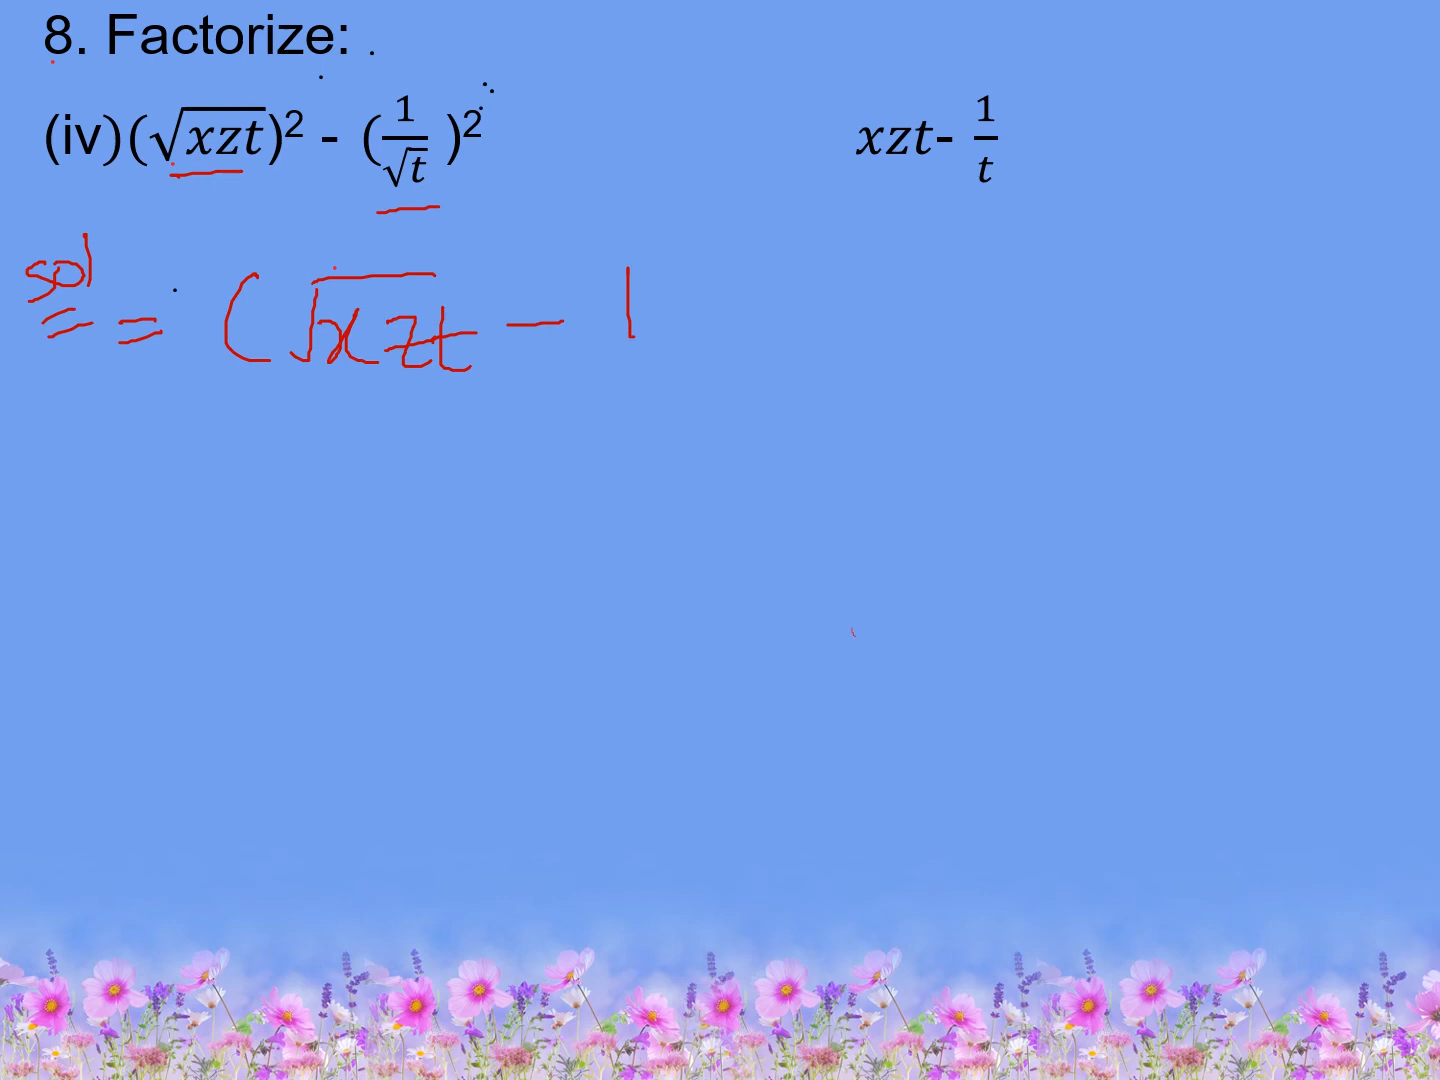 8. Factorize:
(iv)(√xzt)² - (1/√t)²
xzt- 1/t
sol
= (√xzt - 1